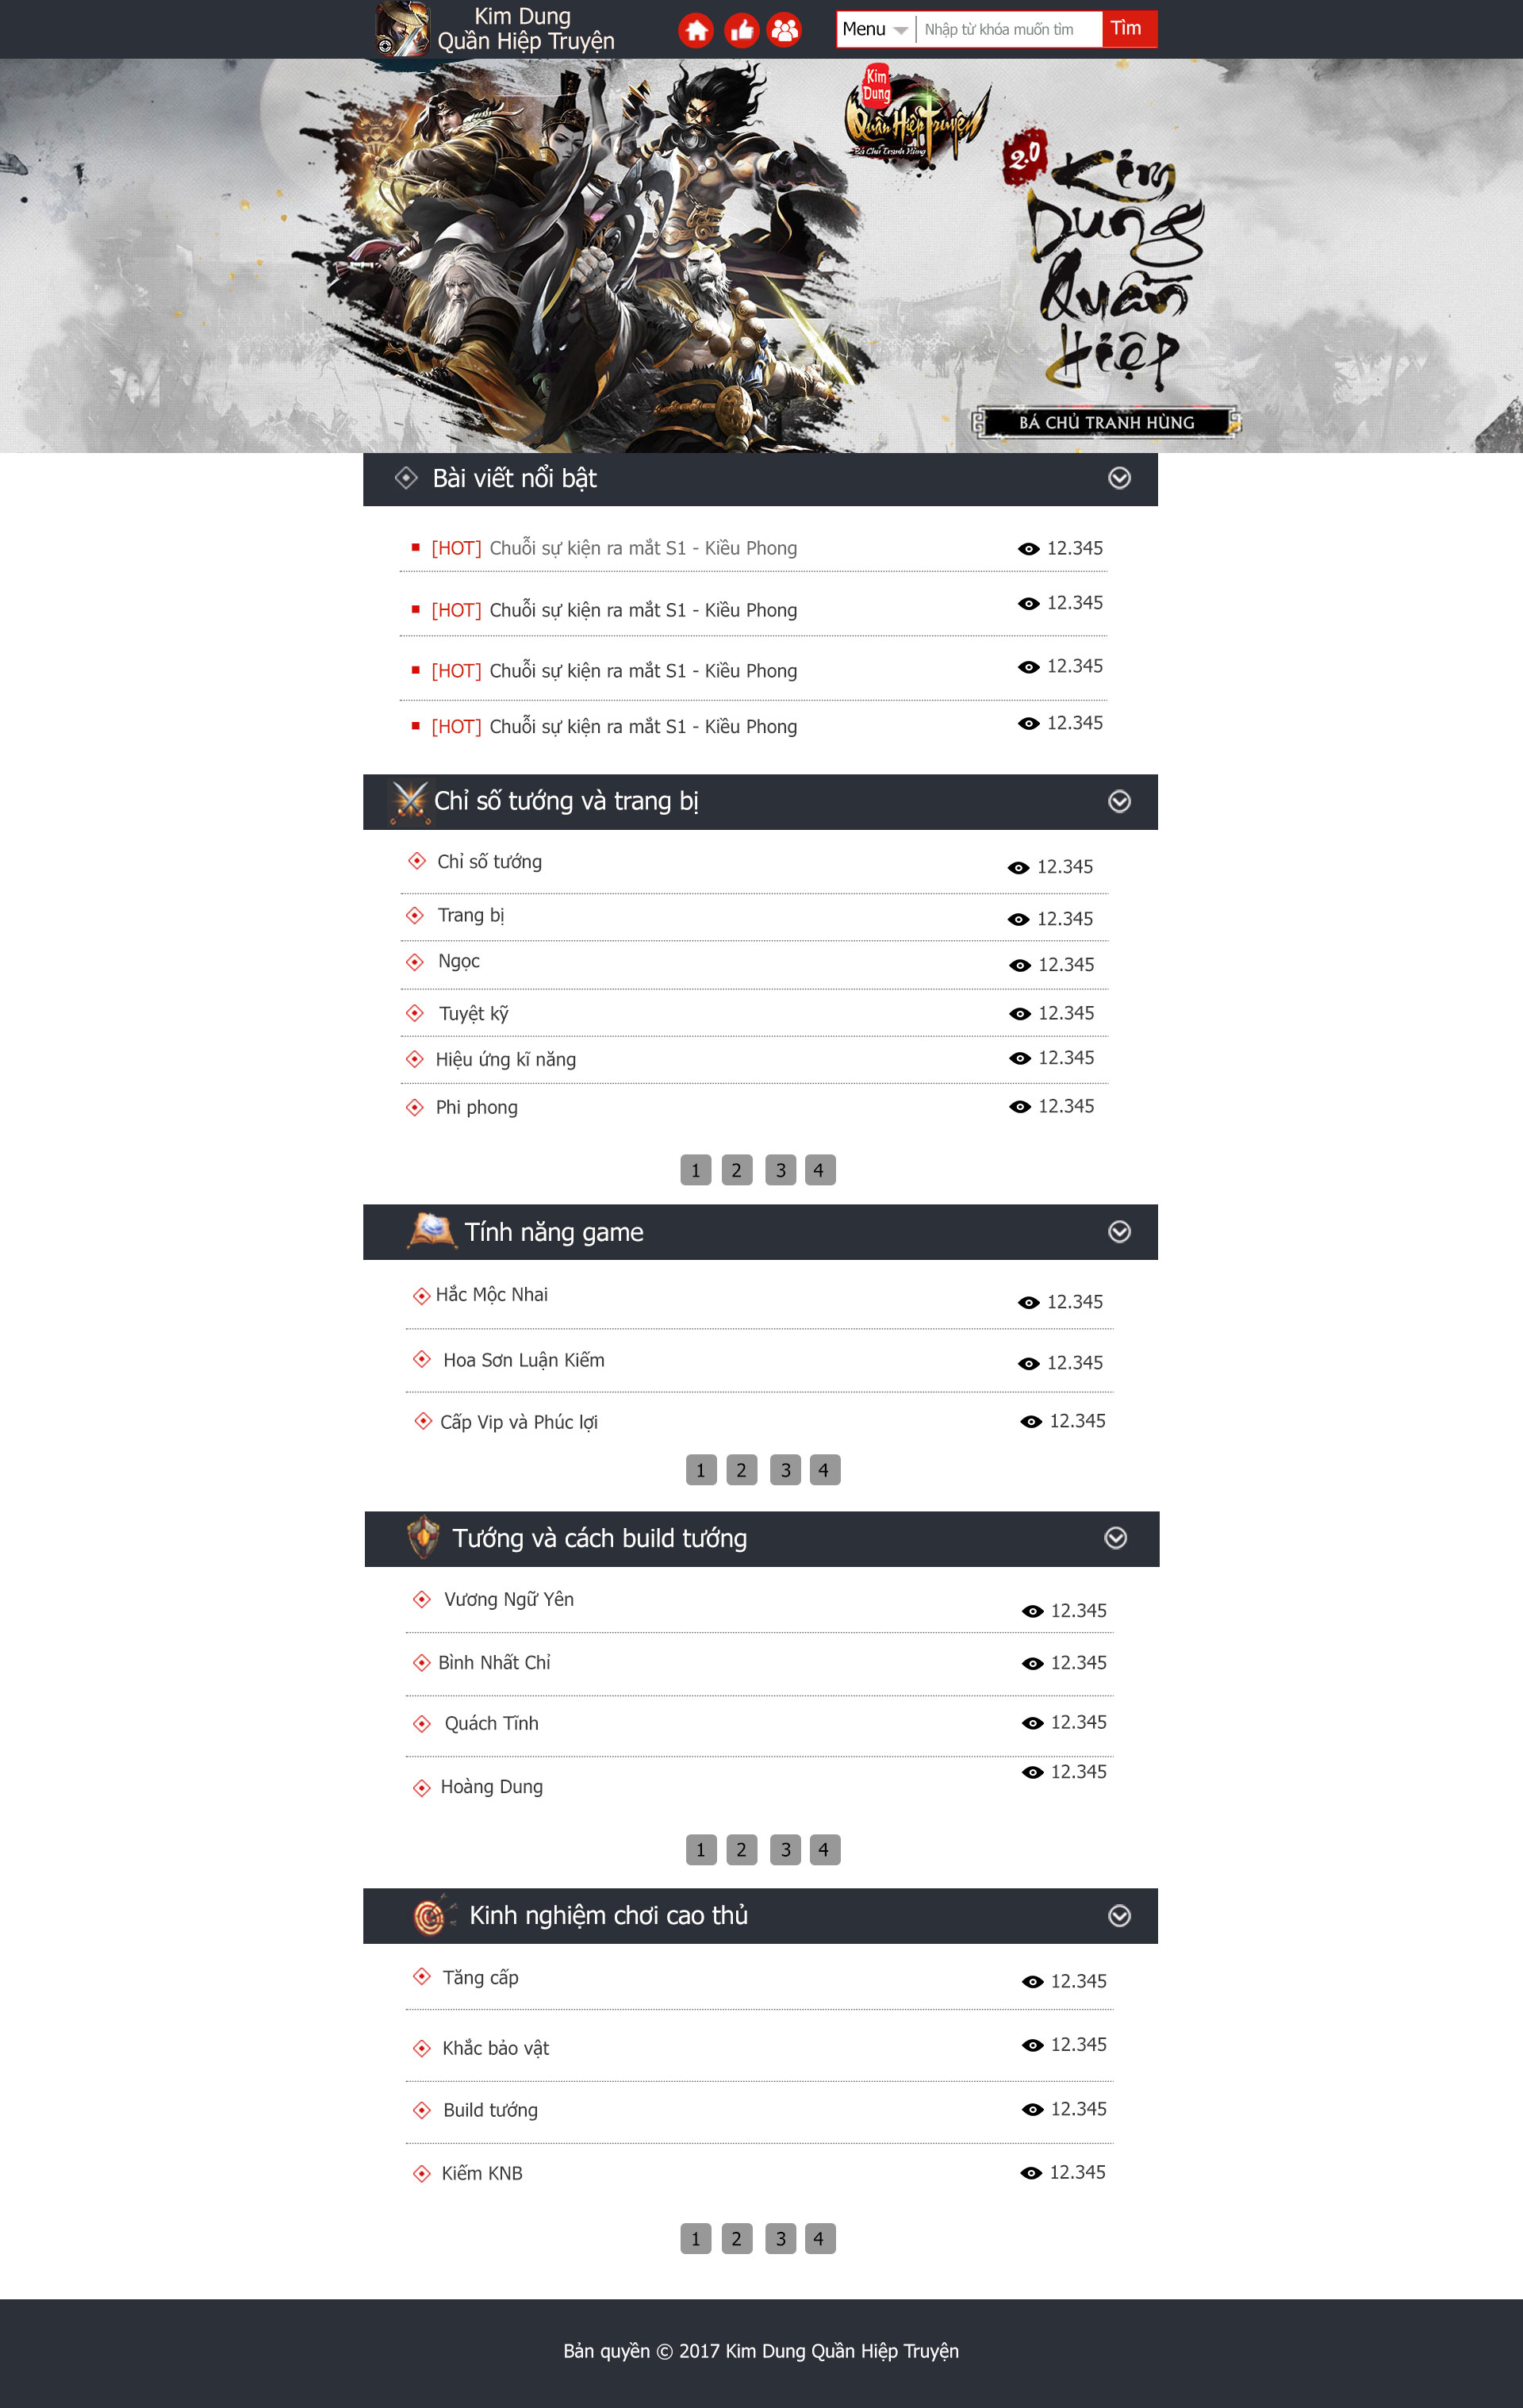 Kim Dung
Quần Hiệp Truyện
Menu
Nhập từ khóa muốn tìm
Tìm
Kim
Dung
Quần Hiệp Truyện
Bá Chủ Tranh Hùng
2.0
Kim
Dung
Quần
Hiệp
BÁ CHỦ TRANH HÙNG
Bài viết nổi bật
[HOT] Chuỗi sự kiện ra mắt S1 - Kiều Phong 12.345
[HOT] Chuỗi sự kiện ra mắt S1 - Kiều Phong 12.345
[HOT] Chuỗi sự kiện ra mắt S1 - Kiều Phong 12.345
[HOT] Chuỗi sự kiện ra mắt S1 - Kiều Phong 12.345
Chỉ số tướng và trang bị
Chỉ số tướng 12.345
Trang bị 12.345
Ngọc 12.345
Tuyệt kỹ 12.345
Hiệu ứng kĩ năng 12.345
Phi phong 12.345
1 2 3 4
Tính năng game
Hắc Mộc Nhai 12.345
Hoa Sơn Luận Kiếm 12.345
Cấp Vip và Phúc lợi 12.345
1 2 3 4
Tướng và cách build tướng
Vương Ngữ Yên 12.345
Bình Nhất Chỉ 12.345
Quách Tĩnh 12.345
Hoàng Dung 12.345
1 2 3 4
Kinh nghiệm chơi cao thủ
Tăng cấp 12.345
Khắc bảo vật 12.345
Build tướng 12.345
Kiếm KNB 12.345
1 2 3 4
Bản quyền © 2017 Kim Dung Quần Hiệp Truyện